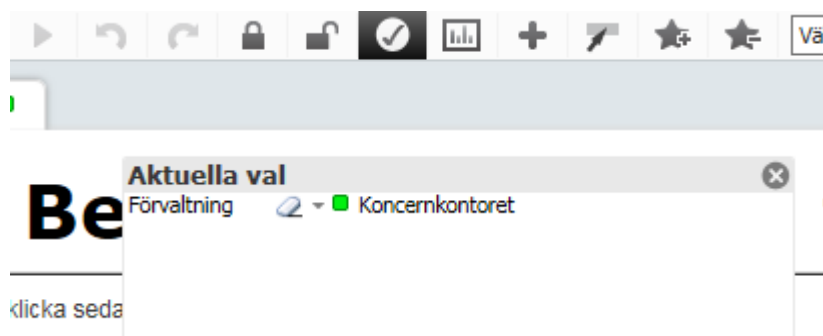 Vä
Aktuella val
Förvaltning Koncernkontoret
Be
klicka seda